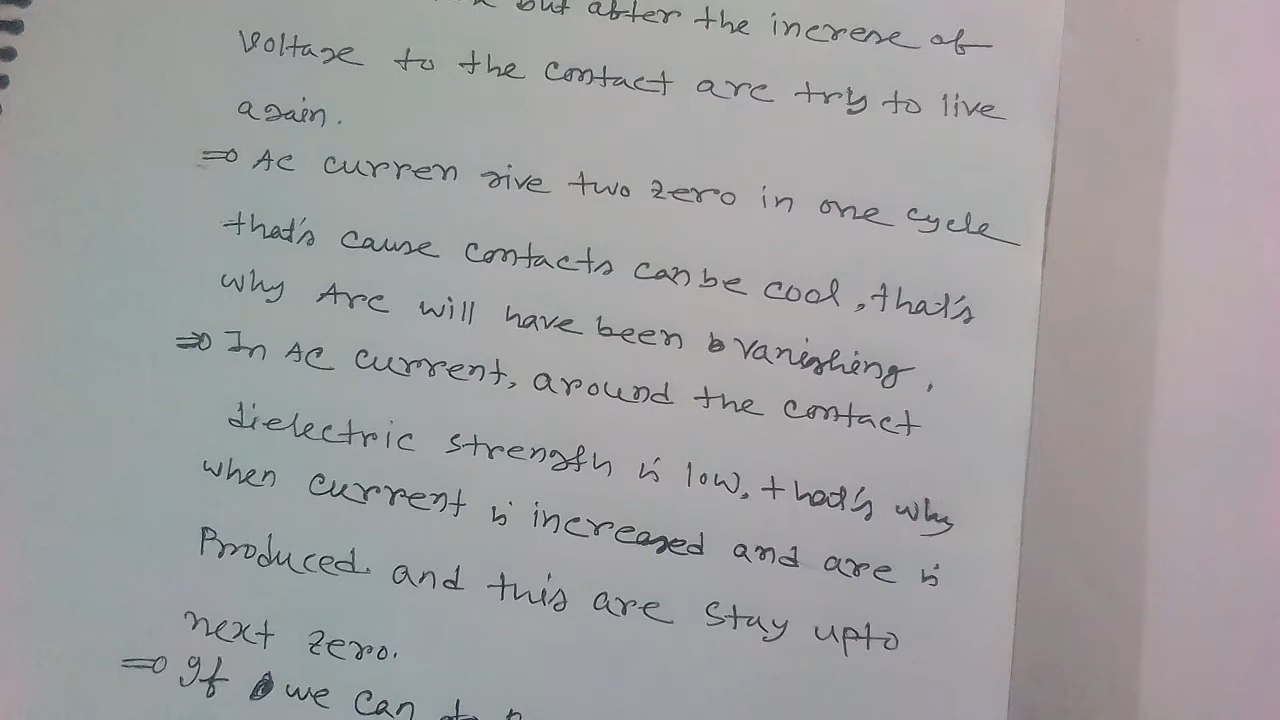 but after the increse of
voltage to the contact arc try to live
again.
⇒ AC curren give two zero in one cycle
that's cause contacts can be cool, that's
why Arc will have been vanishing.
⇒ In AC current, around the contact
dielectric strength is low, that's why
when current is increased and arc is
Produced. and this arc stay upto
next zero.
⇒ If we can